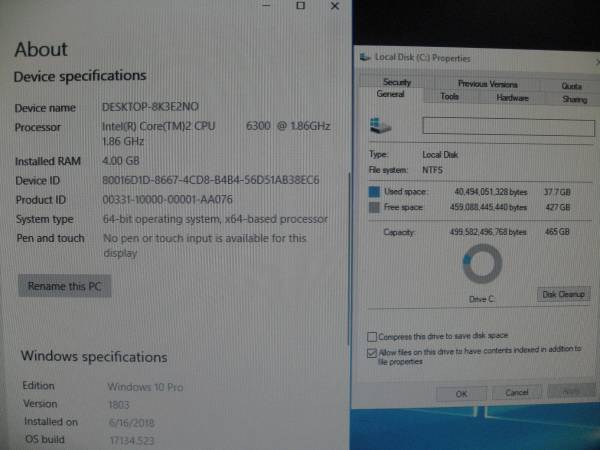 About
Device specifications
Device name DESKTOP-8K3E2NO
Processor Intel(R) Core(TM)2 CPU 6300 @ 1.86GHz
1.86 GHz
Installed RAM 4.00 GB
Device ID 80016D1D-8667-4CD8-B4B4-56D51AB38EC6
Product ID 00331-10000-00001-AA076
System type 64-bit operating system, x64-based processor
Pen and touch No pen or touch input is available for this
display
Rename this PC
Windows specifications
Edition Windows 10 Pro
Version 1803
Installed on 6/16/2018
OS build 17134.523
Local Disk (C:) Properties
Security Previous Versions Quota
General Tools Hardware Sharing
Type: Local Disk
File system: NTFS
Used space: 40,494,051,328 bytes 37.7 GB
Free space: 459,088,445,440 bytes 427 GB
Capacity: 499,582,496,768 bytes 465 GB
Drive C:
Disk Cleanup
Compress this drive to save disk space
Allow files on this drive to have contents indexed in addition to
file properties
OK Cancel Apply